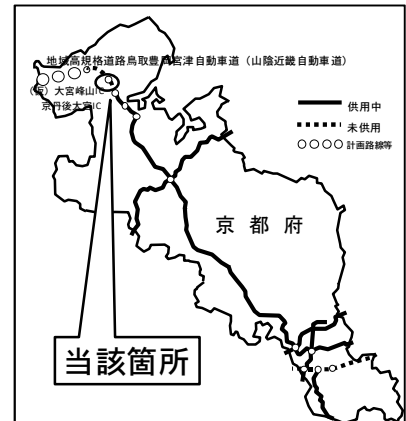 地域高規格道路鳥取豊岡宮津自動車道（山陰近畿自動車道）
（仮）大宮峰山IC
京丹後大宮IC
供用中
未供用
計画路線等
京都府
当該箇所